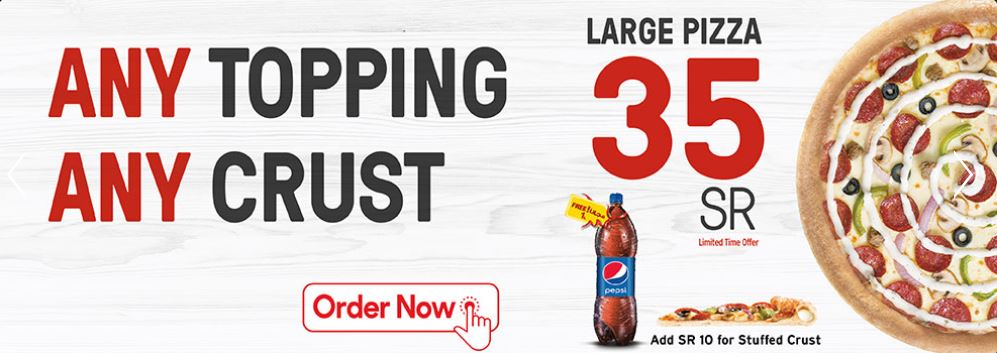 ANY TOPPING
ANY CRUST
LARGE PIZZA
35
SR
Limited Time Offer
FREE
pepsi
Order Now
Add SR 10 for Stuffed Crust